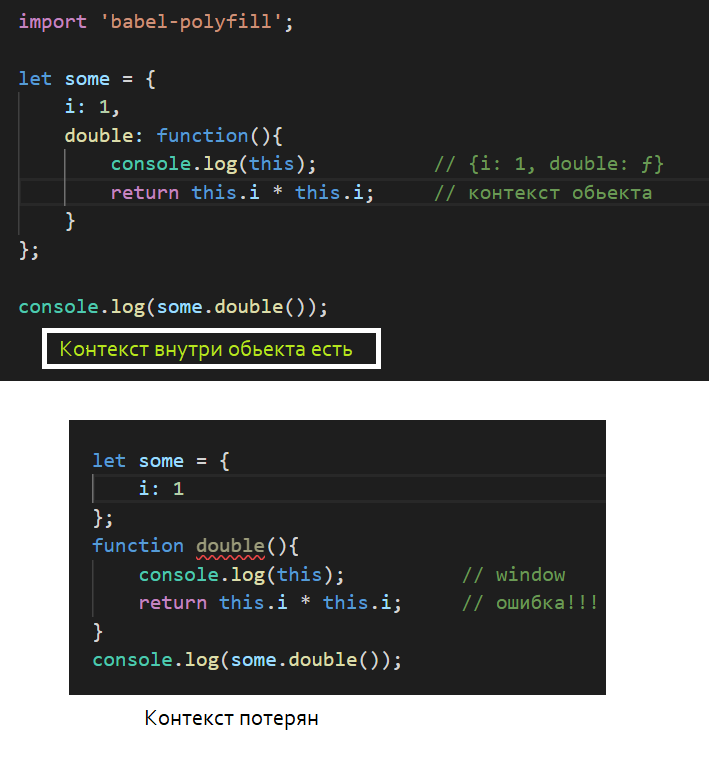 import 'babel-polyfill';
let some = {
    i: 1,
    double: function(){
        console.log(this);          // {i: 1, double: ƒ}
        return this.i * this.i;     // контекст обьекта
    }
};
console.log(some.double());
Контекст внутри обьекта есть
let some = {
    i: 1
};
function double(){
    console.log(this);          // window
    return this.i * this.i;     // ошибка!!!
}
console.log(some.double());
Контекст потерян